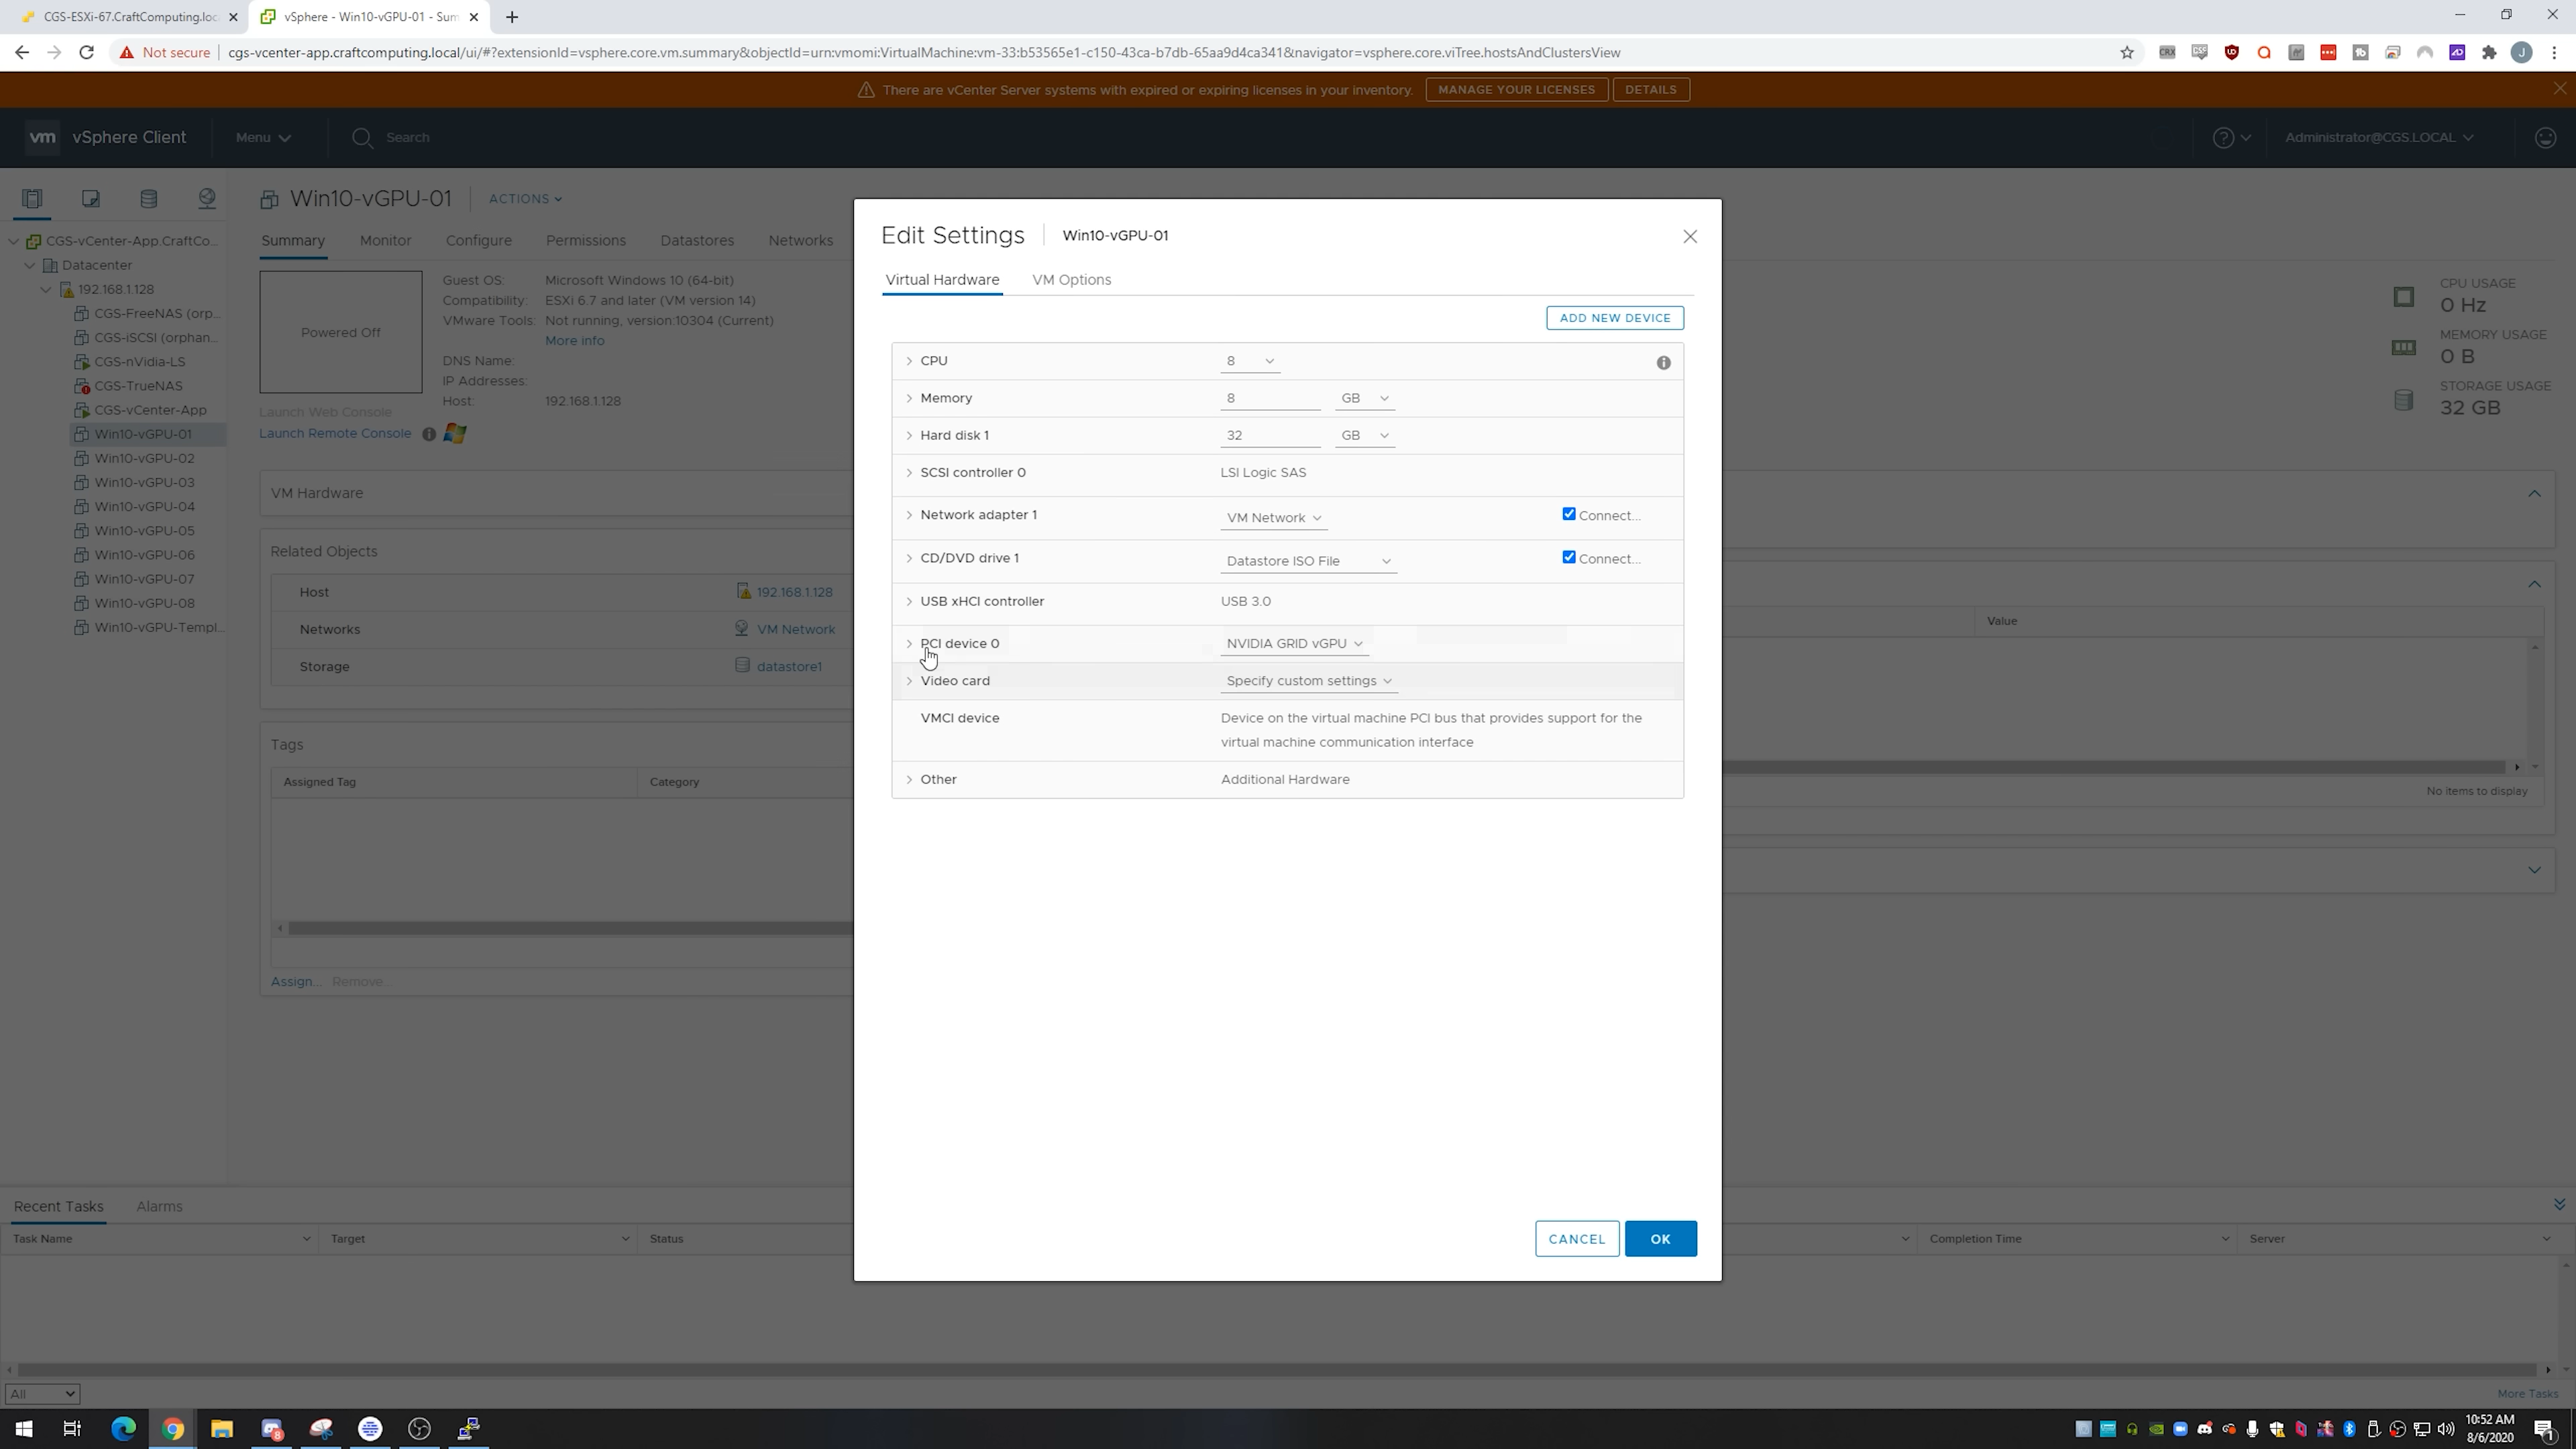 CGS-ESXi-67.CraftComputing.loc
vSphere - Win10-vGPU-01 - Sum
Not secure
cgs-vcenter-app.craftcomputing.local/ui/#?extensionId=vsphere.core.vm.summary&objectId=urn:vmomi:VirtualMachine:vm-33:b53565e1-c150-43ca-b7db-65aa9d4ca341&navigator=vsphere.core.viTree.hostsAndClustersView
There are vCenter Server systems with expired or expiring licenses in your inventory. MANAGE YOUR LICENSES DETAILS
vm vSphere Client Menu Search Administrator@CGS.LOCAL
CGS-vCenter-App.CraftCo...
Datacenter
192.168.1.128
CGS-FreeNAS (orp...
CGS-iSCSI (orphan...
CGS-nVidia-LS
CGS-TrueNAS
CGS-vCenter-App
Win10-vGPU-01
Win10-vGPU-02
Win10-vGPU-03
Win10-vGPU-04
Win10-vGPU-05
Win10-vGPU-06
Win10-vGPU-07
Win10-vGPU-08
Win10-vGPU-Templ...
Win10-vGPU-01 ACTIONS
Summary Monitor Configure Permissions Datastores Networks
Powered Off
Launch Web Console
Launch Remote Console
Guest OS: Microsoft Windows 10 (64-bit)
Compatibility: ESXi 6.7 and later (VM version 14)
VMware Tools: Not running, version:10304 (Current)
More info
DNS Name:
IP Addresses:
Host: 192.168.1.128
VM Hardware
Related Objects
Host 192.168.1.128
Networks VM Network
Storage datastore1
Tags
Assigned Tag Category
Assign... Remove...
Edit Settings Win10-vGPU-01
Virtual Hardware VM Options
ADD NEW DEVICE
CPU 8
Memory 8 GB
Hard disk 1 32 GB
SCSI controller 0 LSI Logic SAS
Network adapter 1 VM Network Connect...
CD/DVD drive 1 Datastore ISO File Connect...
USB xHCI controller USB 3.0
PCI device 0 NVIDIA GRID vGPU
Video card Specify custom settings
VMCI device Device on the virtual machine PCI bus that provides support for the
virtual machine communication interface
Other Additional Hardware
CANCEL OK
CPU USAGE
0 Hz
MEMORY USAGE
0 B
STORAGE USAGE
32 GB
Value
No items to display
Recent Tasks Alarms
Task Name Target Status Completion Time Server
All More Tasks
10:52 AM
8/6/2020